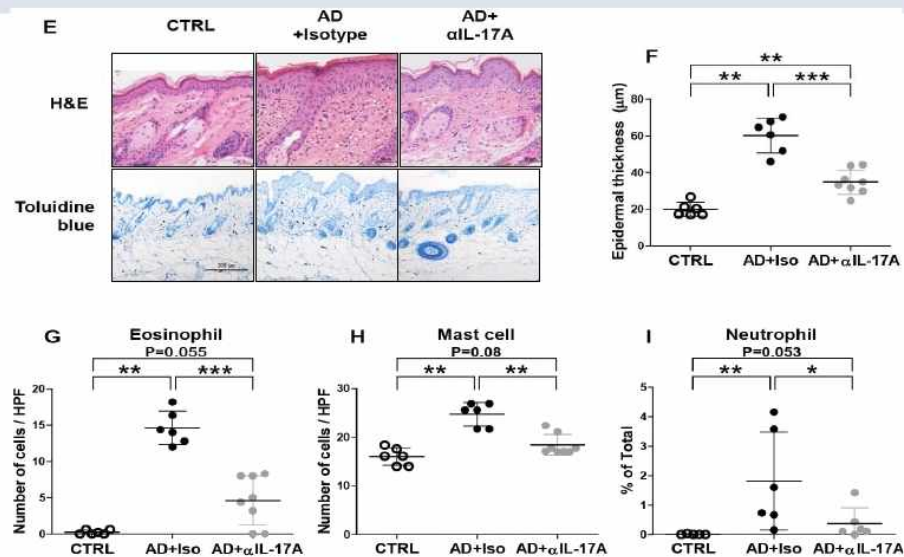 E
CTRL
AD
+Isotype
AD+
αIL-17A
H&E
Toluidine
blue
F
**
**
***
Epidermal thickness (μm)
80
60
40
20
0
CTRL
AD+Iso
AD+αIL-17A
G
Eosinophil
P=0.055
**
***
Number of cells / HPF
20
15
10
5
0
CTRL
AD+Iso
AD+αIL-17A
H
Mast cell
P=0.08
**
**
Number of cells / HPF
30
20
10
0
CTRL
AD+Iso
AD+αIL-17A
I
Neutrophil
P=0.053
**
*
% of Total
5
4
3
2
1
0
CTRL
AD+Iso
AD+αIL-17A